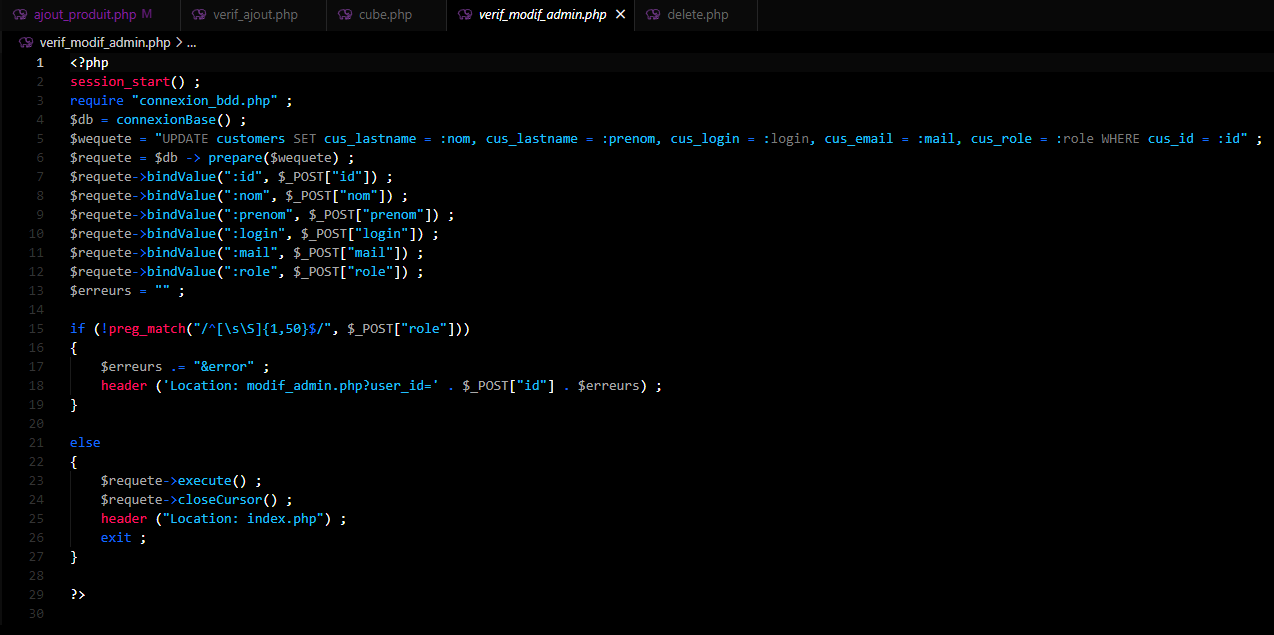 ajout_produit.php M verif_ajout.php cube.php verif_modif_admin.php × delete.php
verif_modif_admin.php > ...
1 <?php
2 session_start() ;
3 require "connexion_bdd.php" ;
4 $db = connexionBase() ;
5 $wequete = "UPDATE customers SET cus_lastname = :nom, cus_lastname = :prenom, cus_login = :login, cus_email = :mail, cus_role = :role WHERE cus_id = :id" ;
6 $requete = $db -> prepare($wequete) ;
7 $requete->bindValue(":id", $_POST["id"]) ;
8 $requete->bindValue(":nom", $_POST["nom"]) ;
9 $requete->bindValue(":prenom", $_POST["prenom"]) ;
10 $requete->bindValue(":login", $_POST["login"]) ;
11 $requete->bindValue(":mail", $_POST["mail"]) ;
12 $requete->bindValue(":role", $_POST["role"]) ;
13 $erreurs = "" ;
14
15 if (!preg_match("/^[\s\S]{1,50}$/", $_POST["role"]))
16 {
17     $erreurs .= "&error" ;
18     header ('Location: modif_admin.php?user_id=' . $_POST["id"] . $erreurs) ;
19 }
20
21 else
22 {
23     $requete->execute() ;
24     $requete->closeCursor() ;
25     header ("Location: index.php") ;
26     exit ;
27 }
28
29 ?>
30